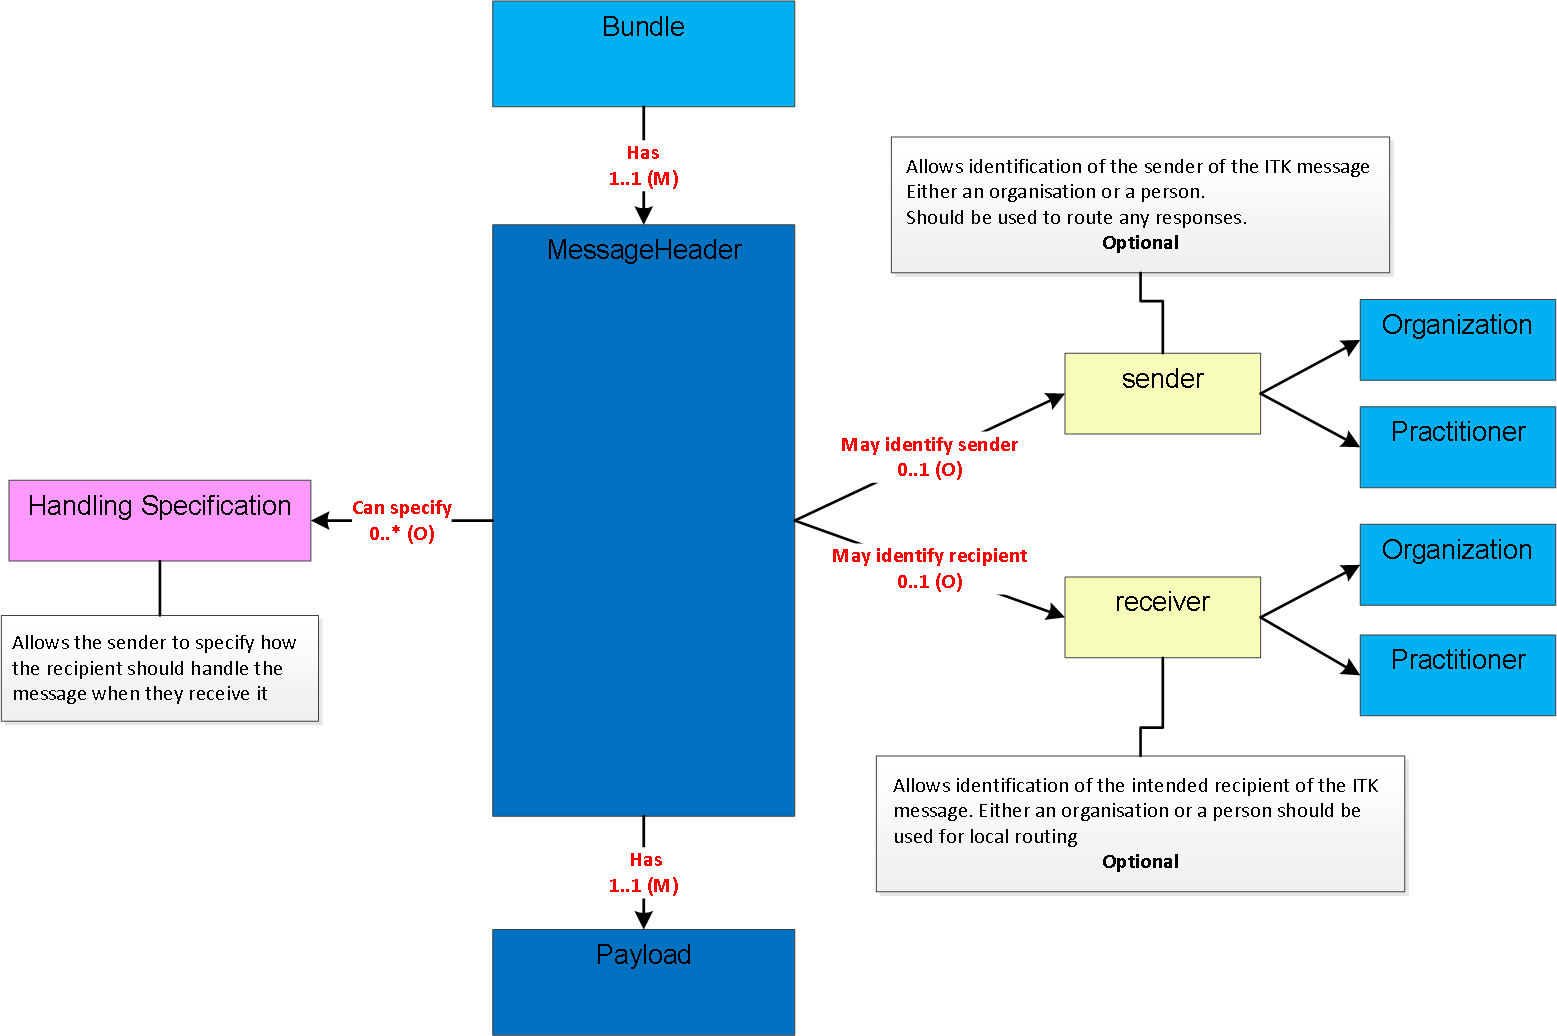 Bundle
Has
1..1 (M)
MessageHeader
Allows identification of the sender of the ITK message
Either an organisation or a person.
Should be used to route any responses.
Optional
Organization
sender
Practitioner
May identify sender
0..1 (O)
Handling Specification
Can specify
0..* (O)
May identify recipient
0..1 (O)
Organization
receiver
Practitioner
Allows the sender to specify how
the recipient should handle the
message when they receive it
Allows identification of the intended recipient of the ITK
message. Either an organisation or a person should be
used for local routing
Optional
Has
1..1 (M)
Payload